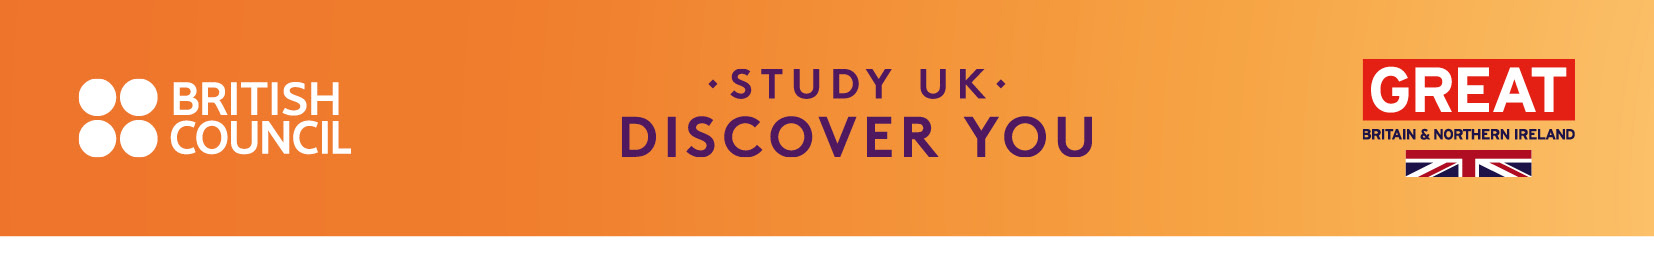 BRITISH
COUNCIL
· STUDY UK ·
DISCOVER YOU
GREAT
BRITAIN & NORTHERN IRELAND